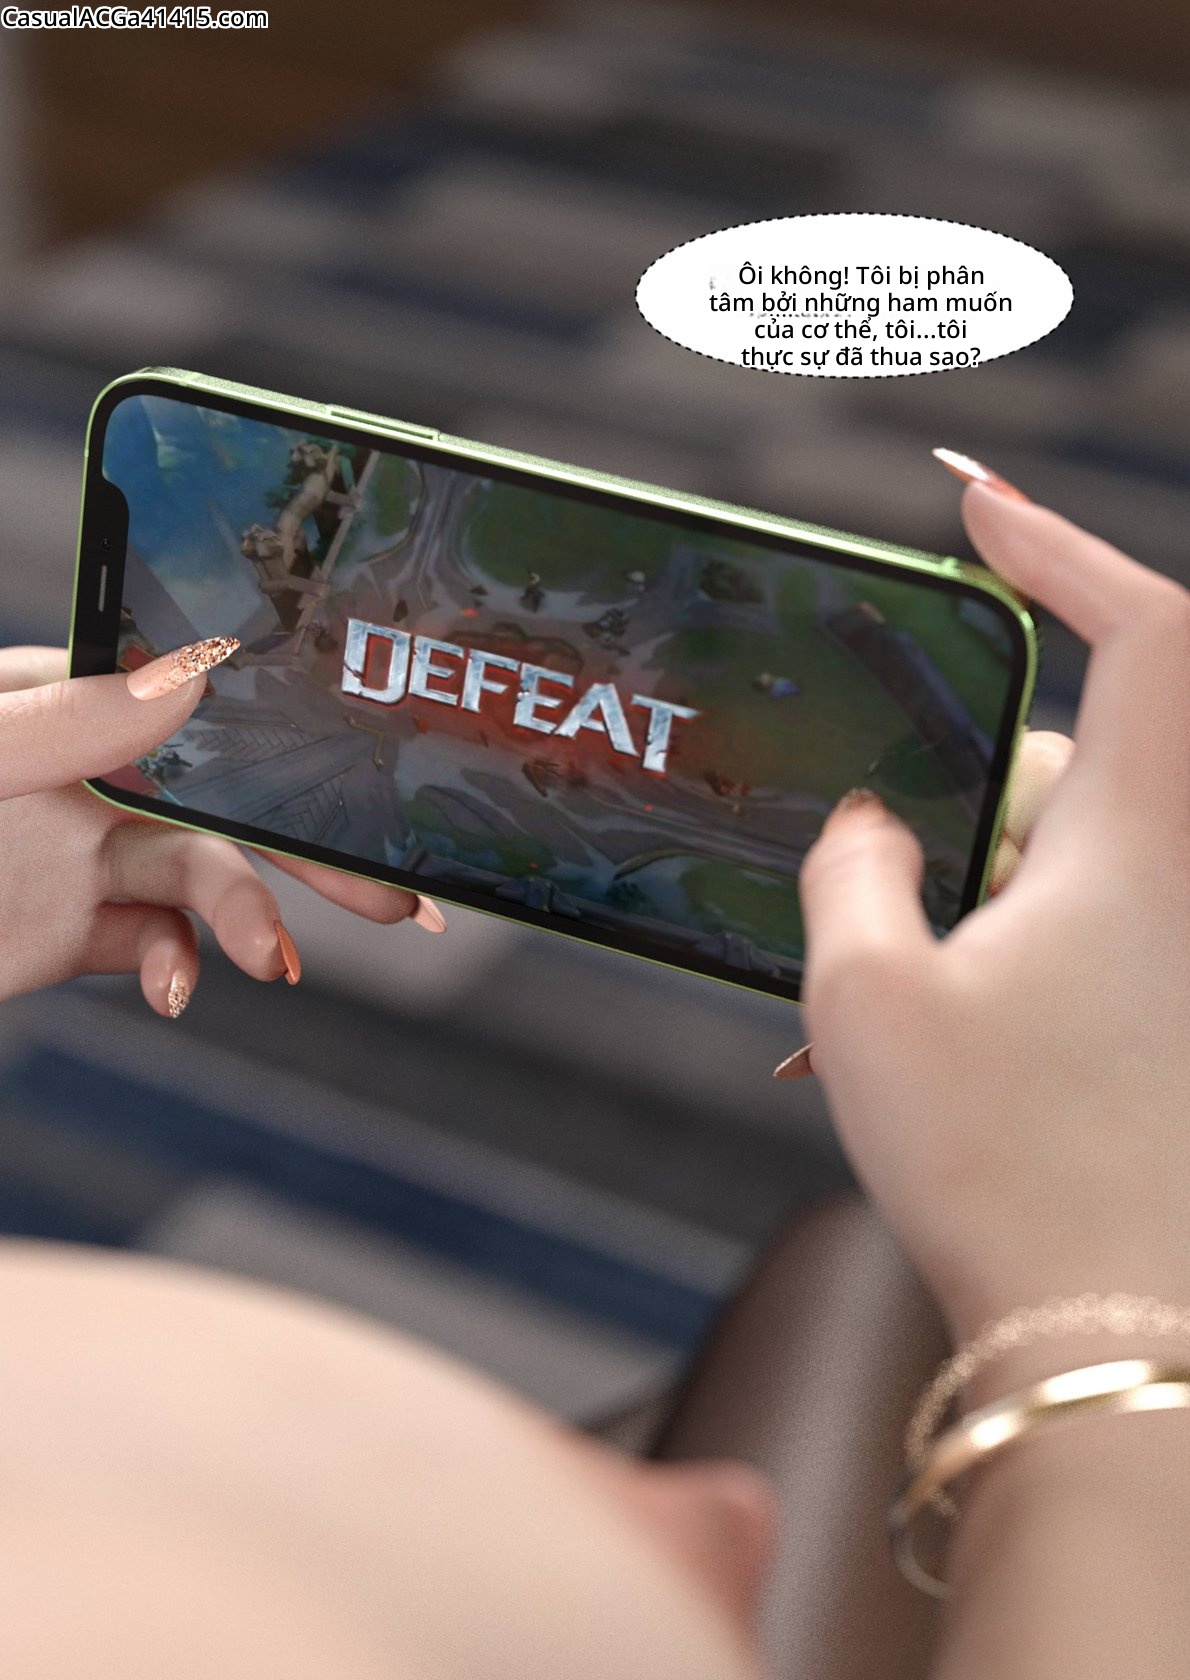 CasualACGa41415.com
Ôi không! Tôi bị phân
tâm bởi những ham muốn
của cơ thể, tôi...tôi
thực sự đã thua sao?
DEFEAT